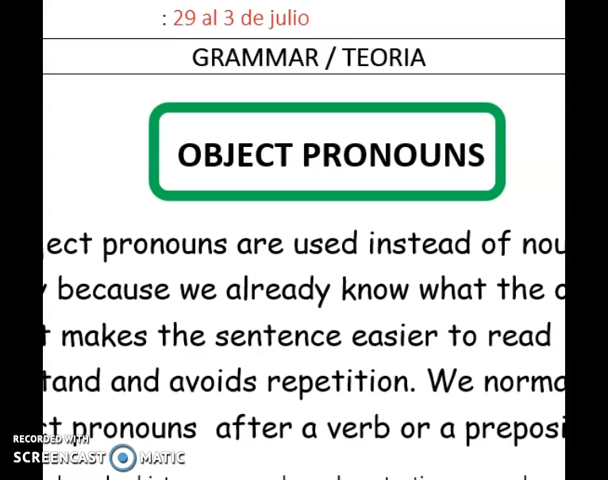 : 29 al 3 de julio
GRAMMAR / TEORIA
OBJECT PRONOUNS
ect pronouns are used instead of nou
because we already know what the
makes the sentence easier to read
tand and avoids repetition. We norma
ct pronouns after a verb or a preposi
RECORDED WITH
SCREENCAST MATIC